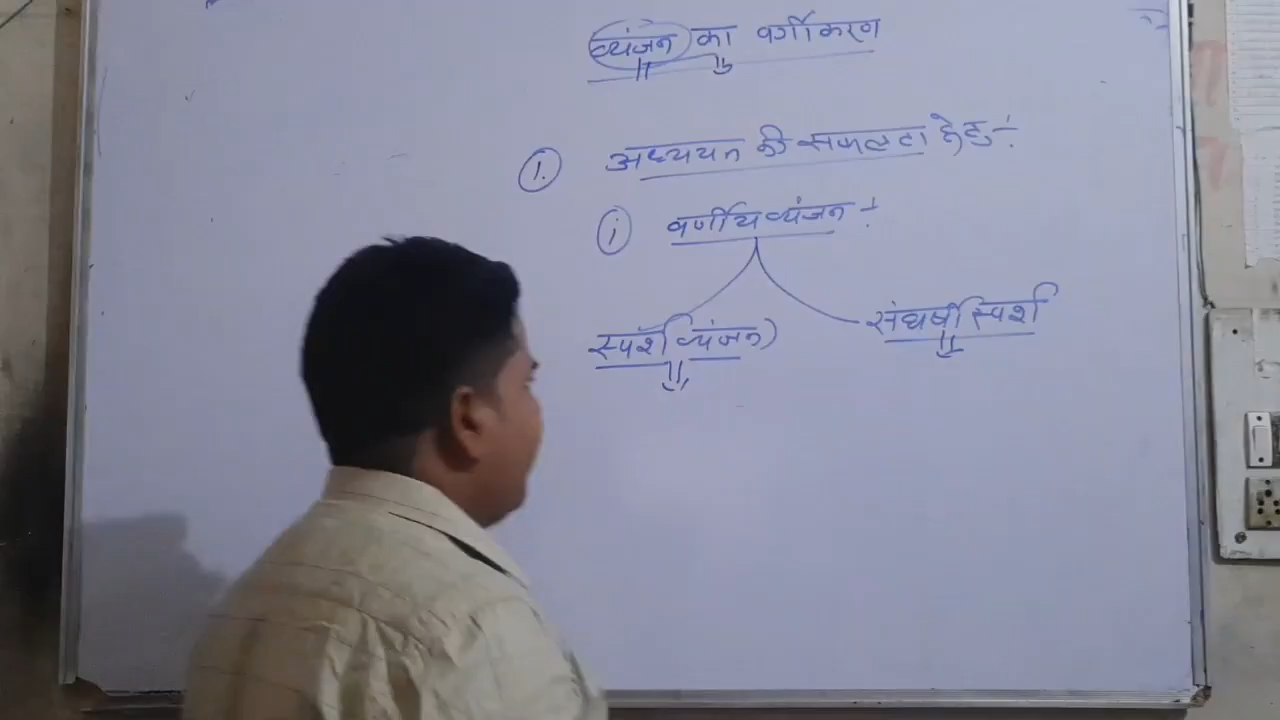 व्यंजन का वर्गीकरण
1. अध्ययन की सफलता हेतु :-
i वर्णीय व्यंजन :-
स्पर्श व्यंजन) संघर्षी स्पर्श